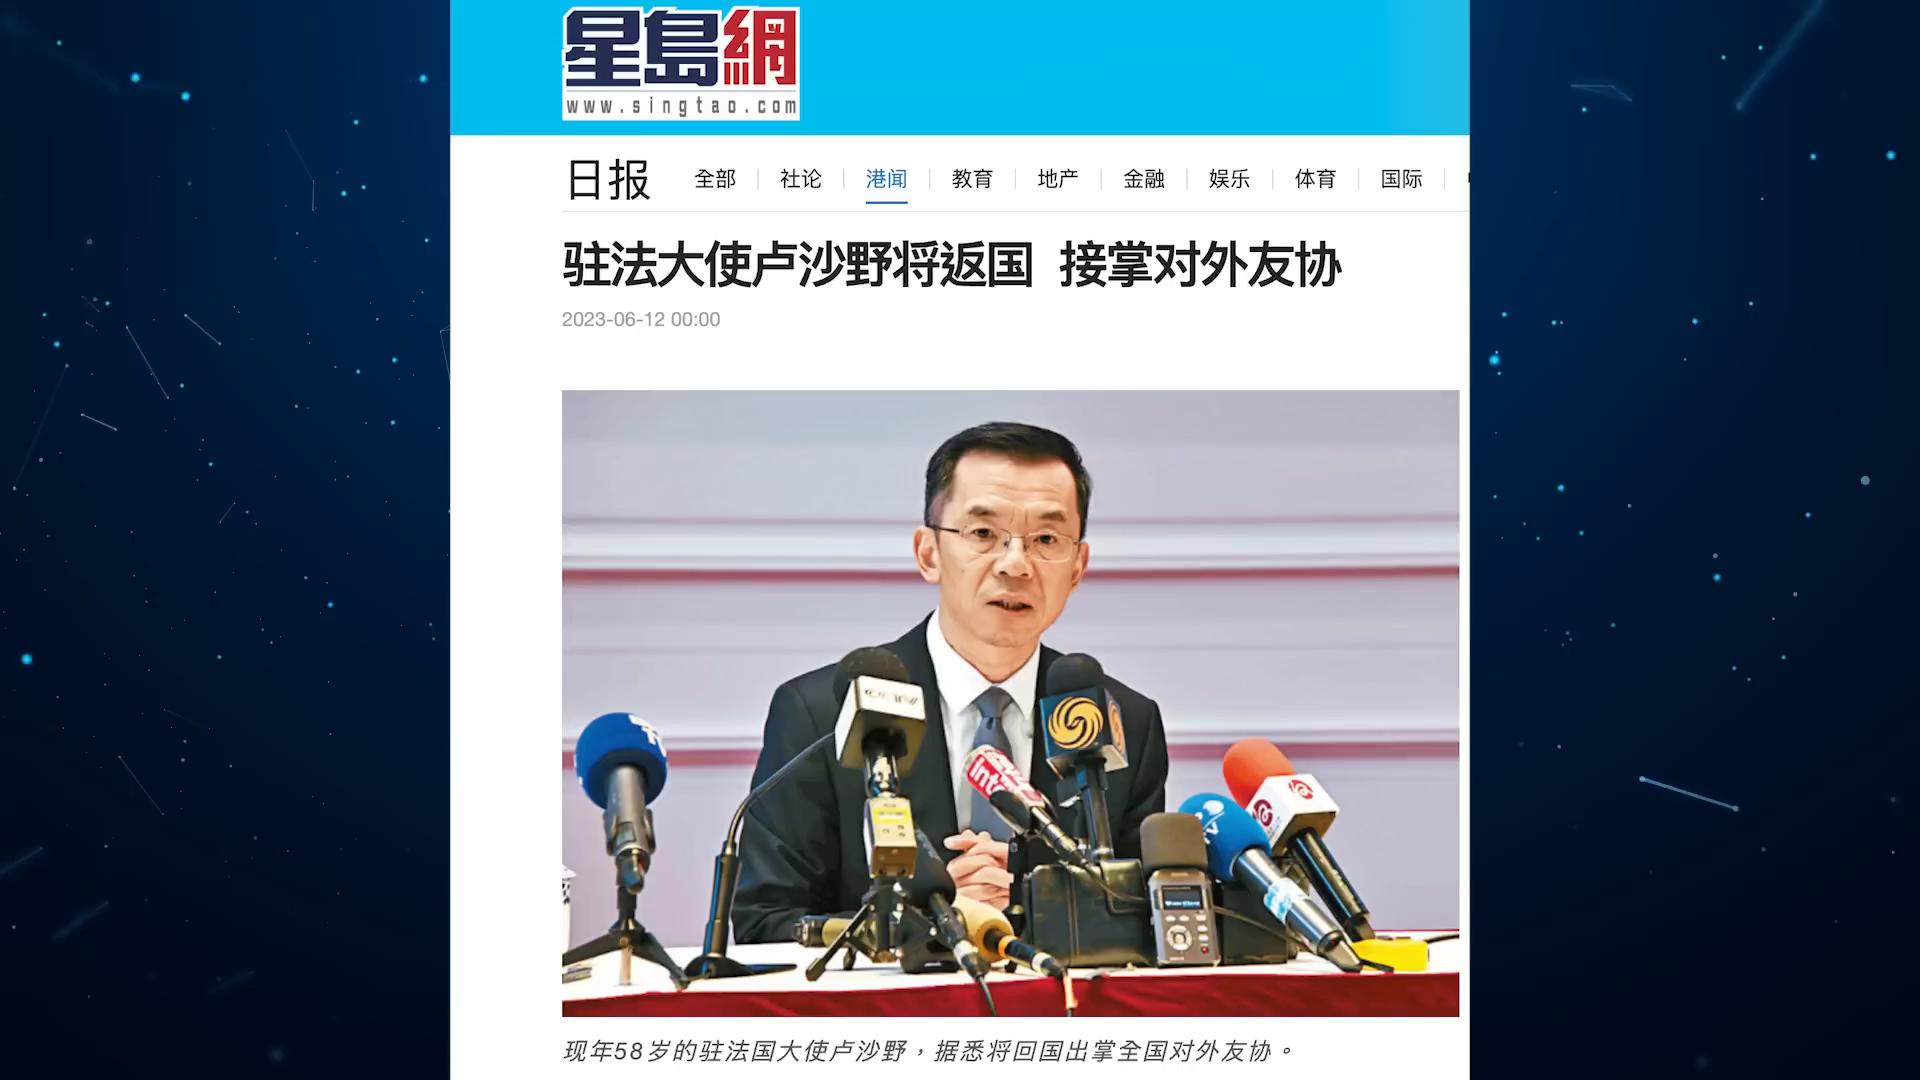 星島網
www.singtao.com
日报 全部 社论 港闻 教育 地产 金融 娱乐 体育 国际
驻法大使卢沙野将返国 接掌对外友协
2023-06-12 00:00
CCTV
现年58岁的驻法国大使卢沙野，据悉将回国出掌全国对外友协。